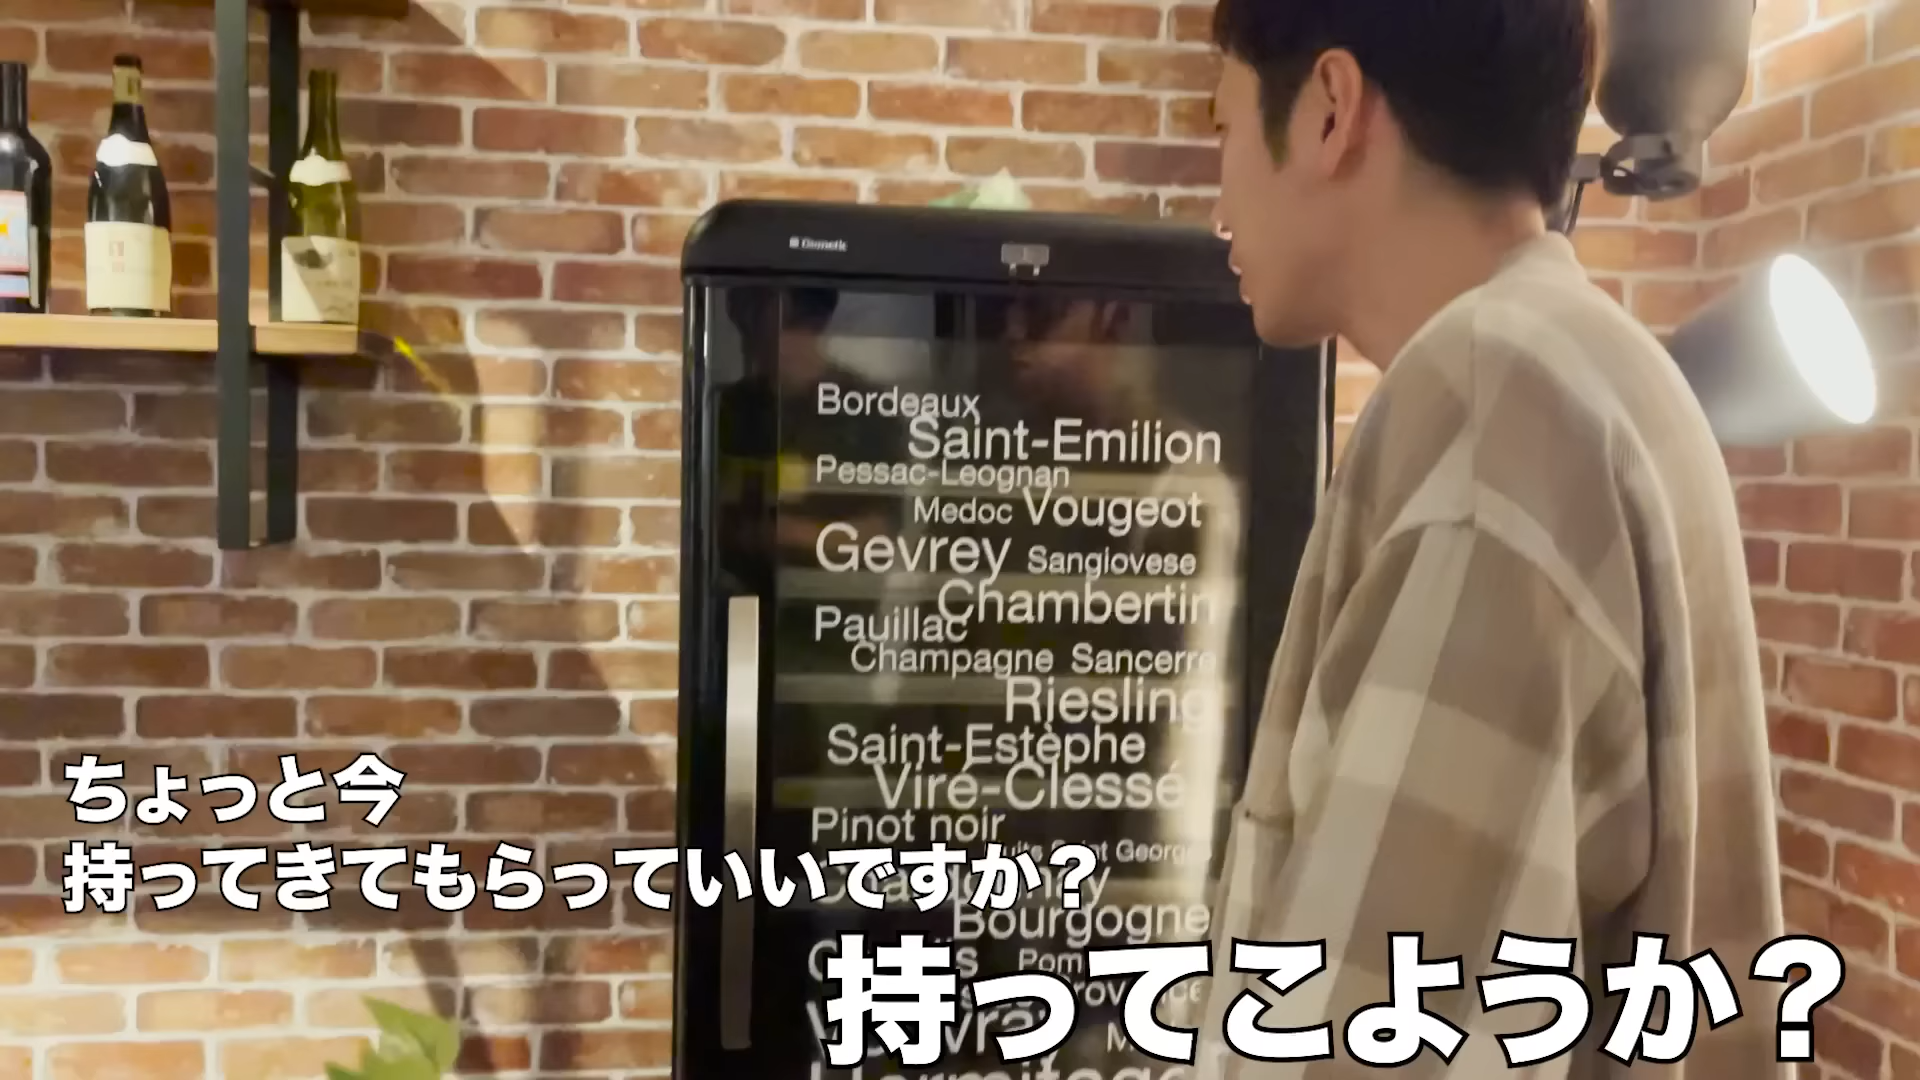 Bordeaux
Saint-Emilion
Pessac-Leognan
Medoc Vougeot
Gevrey Sangiovese
Chambertin
Pauillac
Champagne Sancerre
Riesling
Saint-Estèphe
Viré-Clessé
Pinot noir
Bourgogne
ちょっと今
持ってきてもらっていいですか？
持ってこようか？